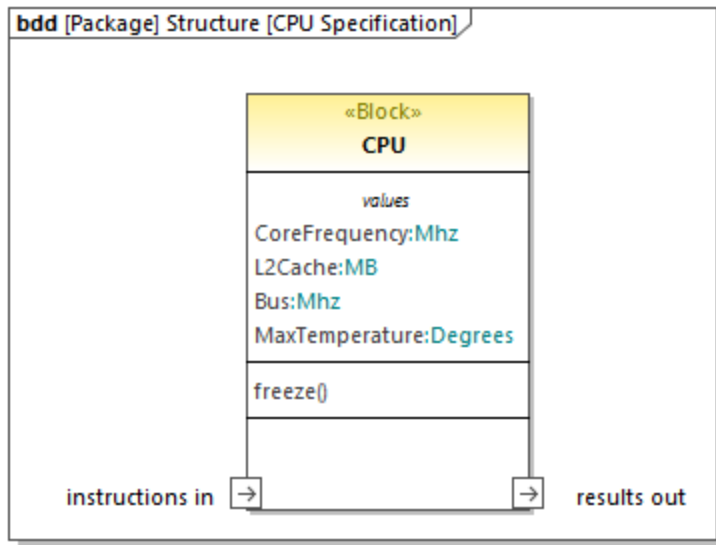 bdd [Package] Structure [CPU Specification]
«Block»
CPU
values
CoreFrequency:Mhz
L2Cache:MB
Bus:Mhz
MaxTemperature:Degrees
freeze()
instructions in
results out